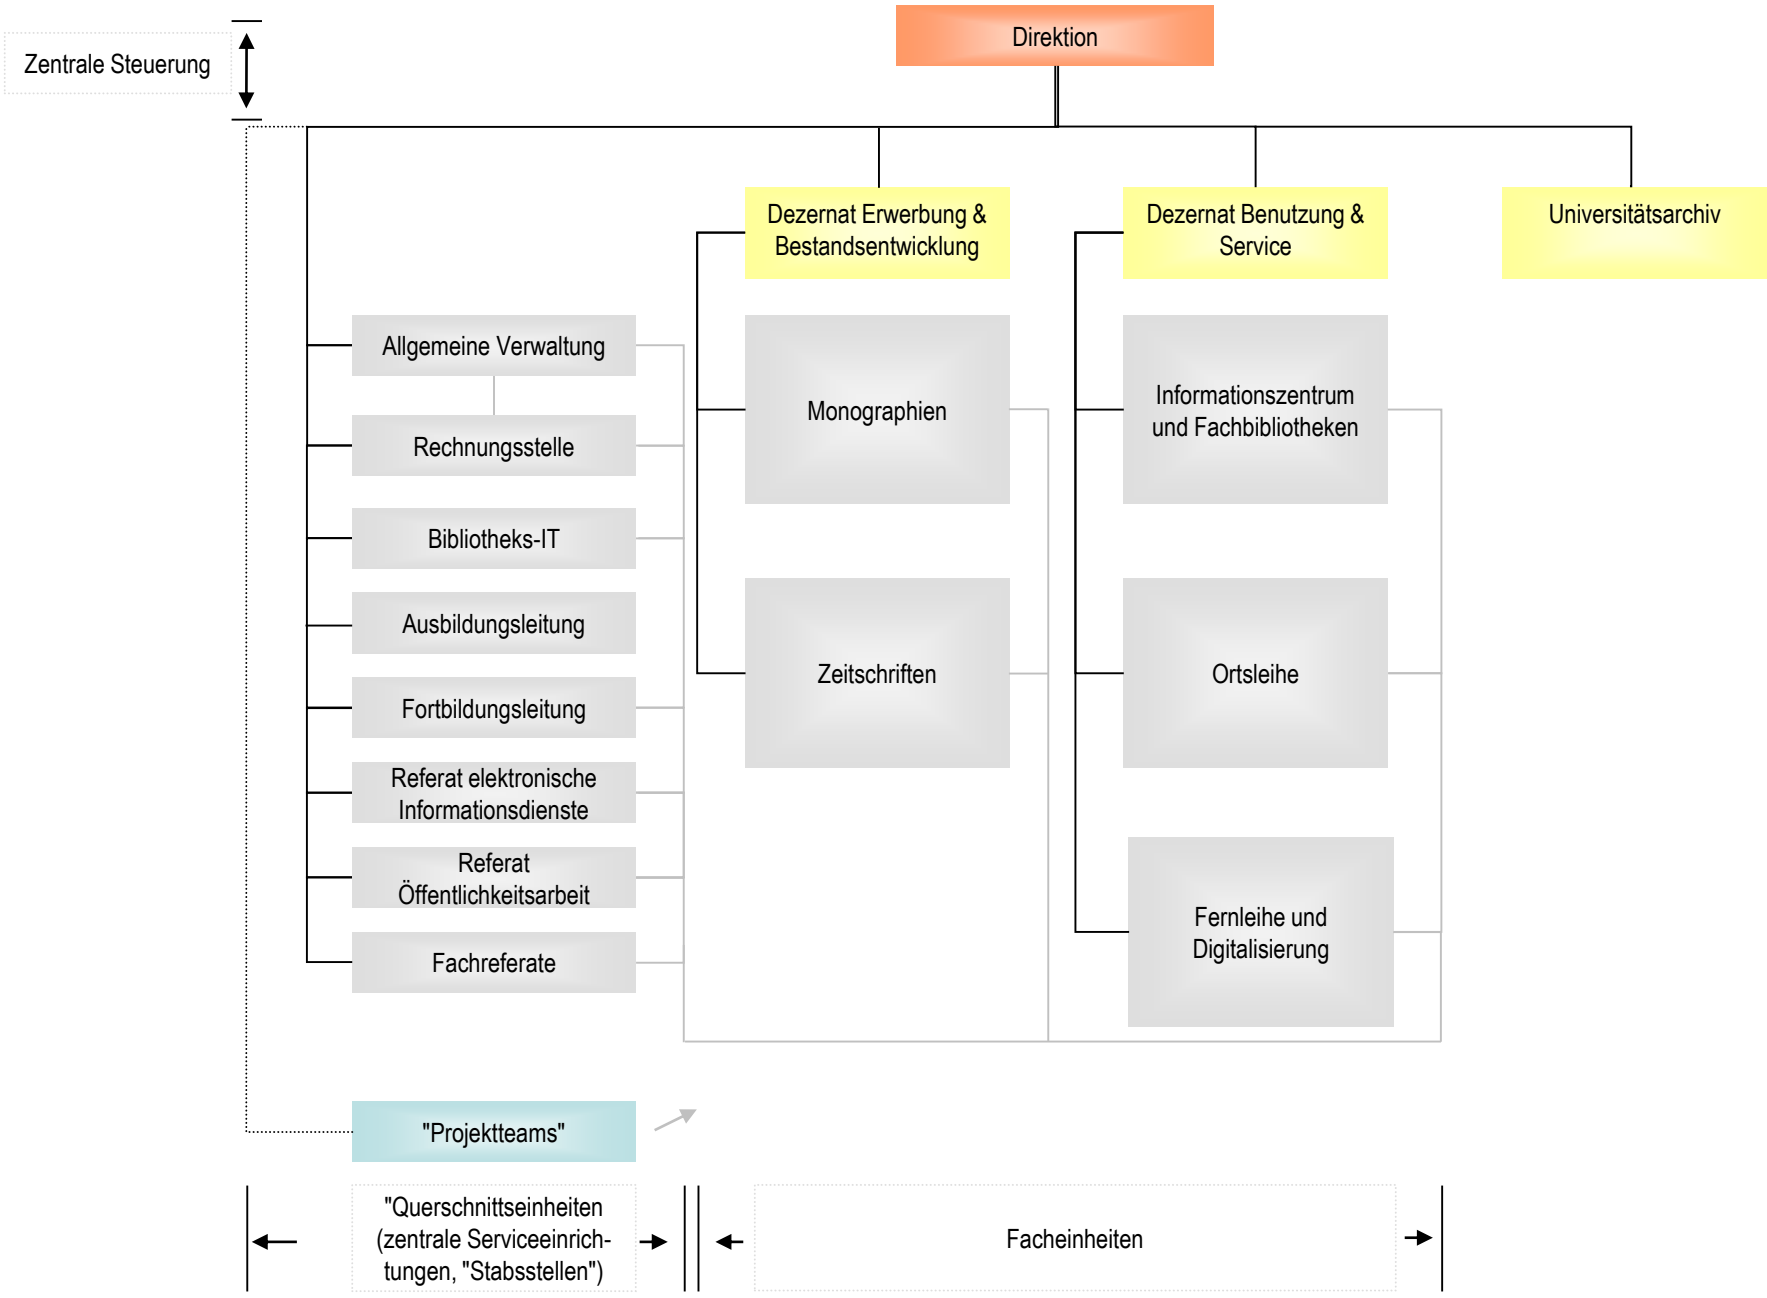 Direktion
Zentrale Steuerung
Dezernat Erwerbung &
Bestandsentwicklung
Dezernat Benutzung &
Service
Universitätsarchiv
Allgemeine Verwaltung
Rechnungsstelle
Bibliotheks-IT
Ausbildungsleitung
Fortbildungsleitung
Referat elektronische
Informationsdienste
Referat
Öffentlichkeitsarbeit
Fachreferate
Monographien
Zeitschriften
Informationszentrum
und Fachbibliotheken
Ortsleihe
Fernleihe und
Digitalisierung
"Projektteams"
"Querschnittseinheiten
(zentrale Serviceeinrich-
tungen, "Stabsstellen")
Facheinheiten